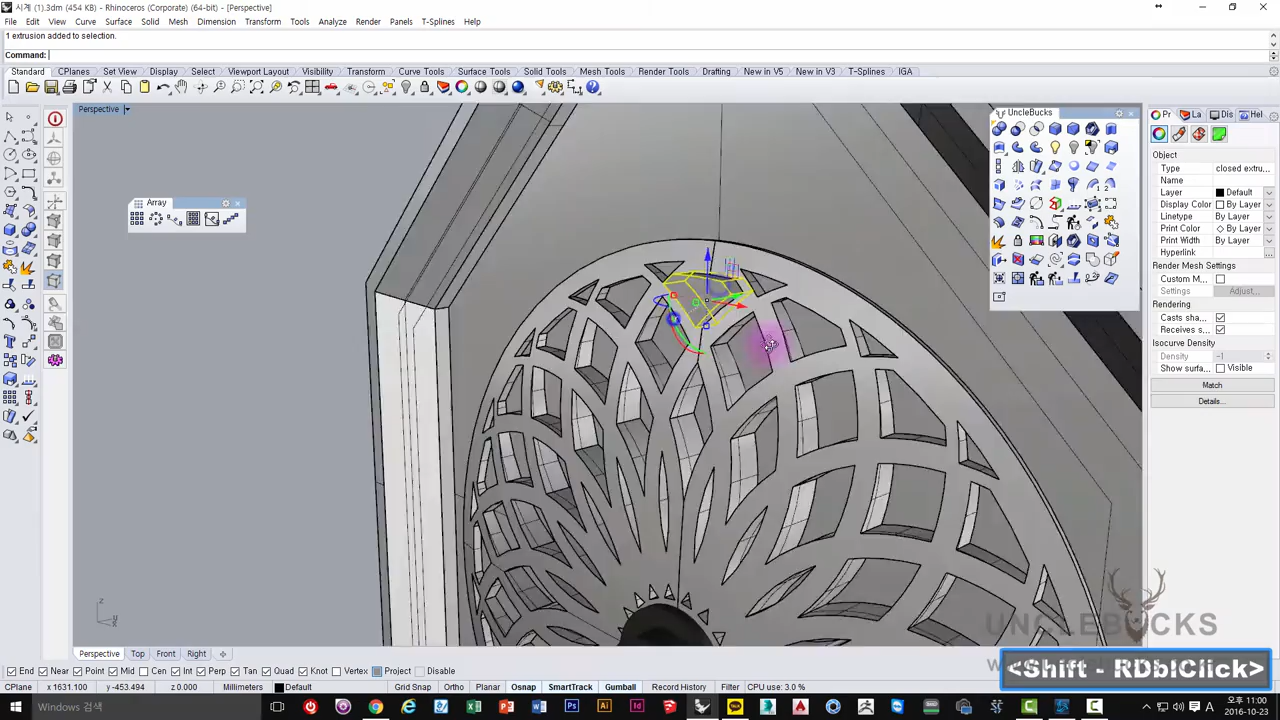 시계 (1).3dm (454 KB) - Rhinoceros (Corporate) (64-bit) - [Perspective]
File Edit View Curve Surface Solid Mesh Dimension Transform Tools Analyze Render Panels T-Splines Help
1 extrusion added to selection.
Command:
Standard CPlanes Set View Display Select Viewport Layout Visibility Transform Curve Tools Surface Tools Solid Tools Mesh Tools Render Tools Drafting New in V5 New in V3 T-Splines IGA
Perspective
UncleBucks
Pr La Dis Hel
Object
Type closed extru...
Name
Layer Default
Display Color By Layer
Linetype By Layer
Print Color By Layer
Print Width By Layer
Hyperlink ...
Render Mesh Settings
Custom M...
Settings Adjust...
Rendering
Casts sha...
Receives s...
Isocurve Density
Density -1
Show surfa... Visible
Match
Details...
Array
z
y
UNCLEBUCKS
<Shift - RDblClick>
Perspective Top Front Right
End Near Point Mid Cen Int Perp Tan Quad Knot Vertex Project Disable
CPlane x 1631.100 y -453.494 z 0.000 Millimeters Default Grid Snap Ortho Planar Osnap SmartTrack Gumball Record History Filter CPU use: 3.0 %
Windows 검색
A 오후 11:00
2016-10-23